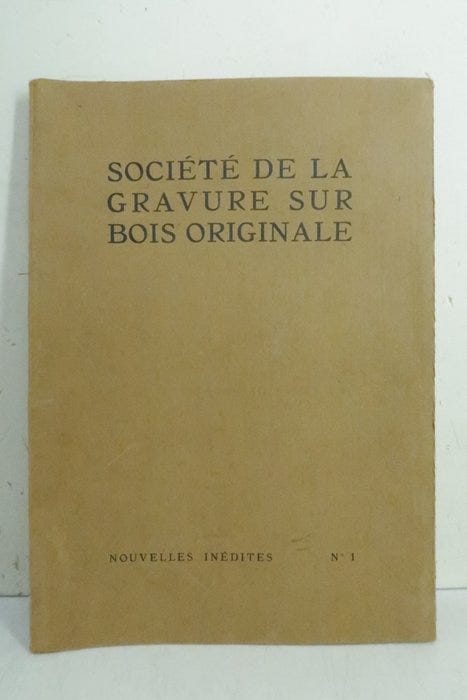 SOCIÉTÉ DE LA
GRAVURE SUR
BOIS ORIGINALE
NOUVELLES INÉDITES N° 1